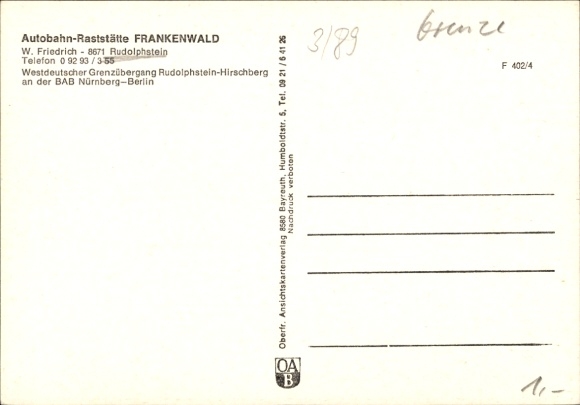 Autobahn-Raststätte FRANKENWALD
W. Friedrich - 8671 Rudolphstein
Telefon 0 92 93 / 3 55
Westdeutscher Grenzübergang Rudolphstein-Hirschberg
an der BAB Nürnberg—Berlin
Oberfr. Ansichtskartenverlag 8580 Bayreuth, Humboldtstr. 5, Tel. 09 21 / 6 41 26
Nachdruck verboten
OA
B
3/89
Grenze
F 402/4
1,-